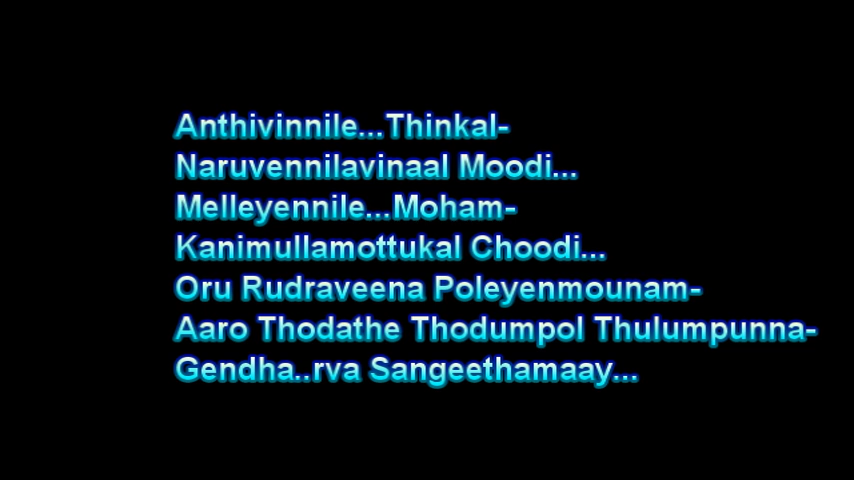 Anthivinnile...Thinkal-
Naruvennilavinaal Moodi...
Melleyennile...Moham-
Kanimullamottukal Choodi...
Oru Rudraveena Poleyenmounam-
Aaro Thodathe Thodumpol Thulumpunna-
Gendha..rva Sangeethamaay...